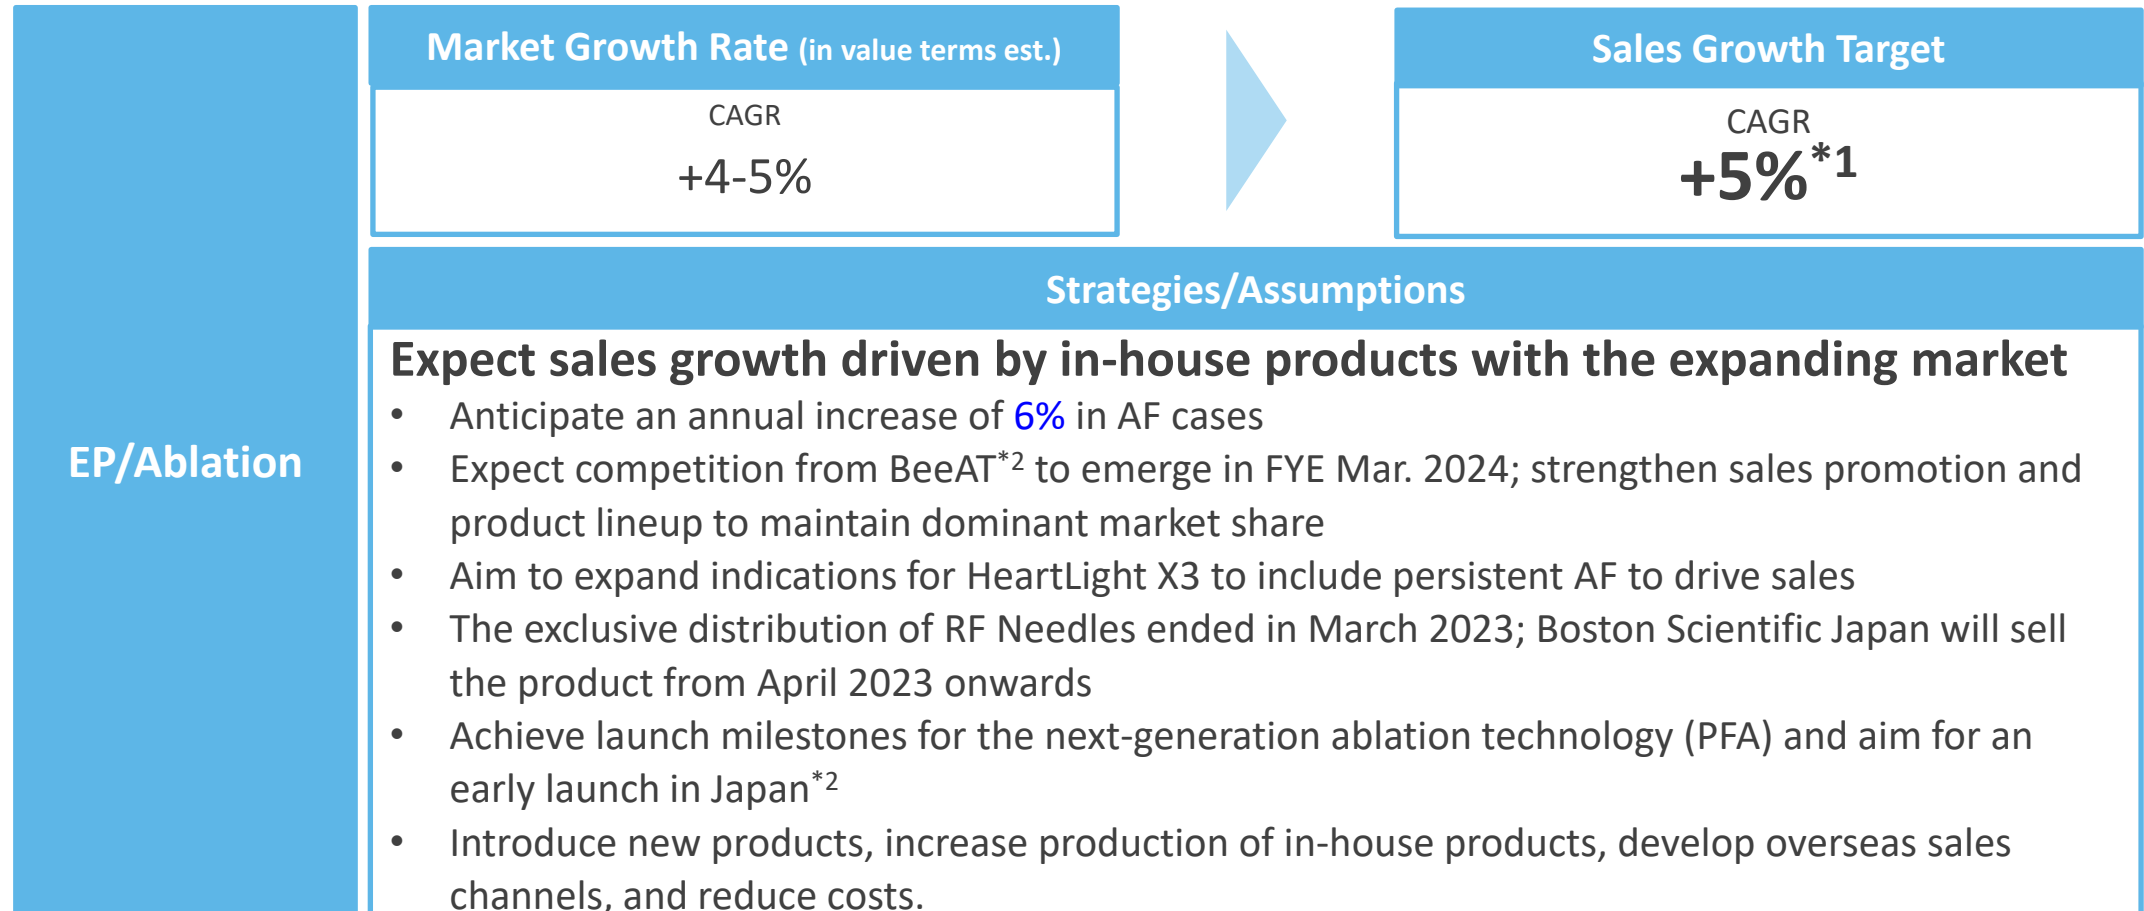 Market Growth Rate (in value terms est.)
CAGR
+4-5%
Sales Growth Target
CAGR
+5%*1
EP/Ablation
Strategies/Assumptions
Expect sales growth driven by in-house products with the expanding market
• Anticipate an annual increase of 6% in AF cases
• Expect competition from BeeAT*2 to emerge in FYE Mar. 2024; strengthen sales promotion and
product lineup to maintain dominant market share
• Aim to expand indications for HeartLight X3 to include persistent AF to drive sales
• The exclusive distribution of RF Needles ended in March 2023; Boston Scientific Japan will sell
the product from April 2023 onwards
• Achieve launch milestones for the next-generation ablation technology (PFA) and aim for an
early launch in Japan*2
• Introduce new products, increase production of in-house products, develop overseas sales
channels, and reduce costs.